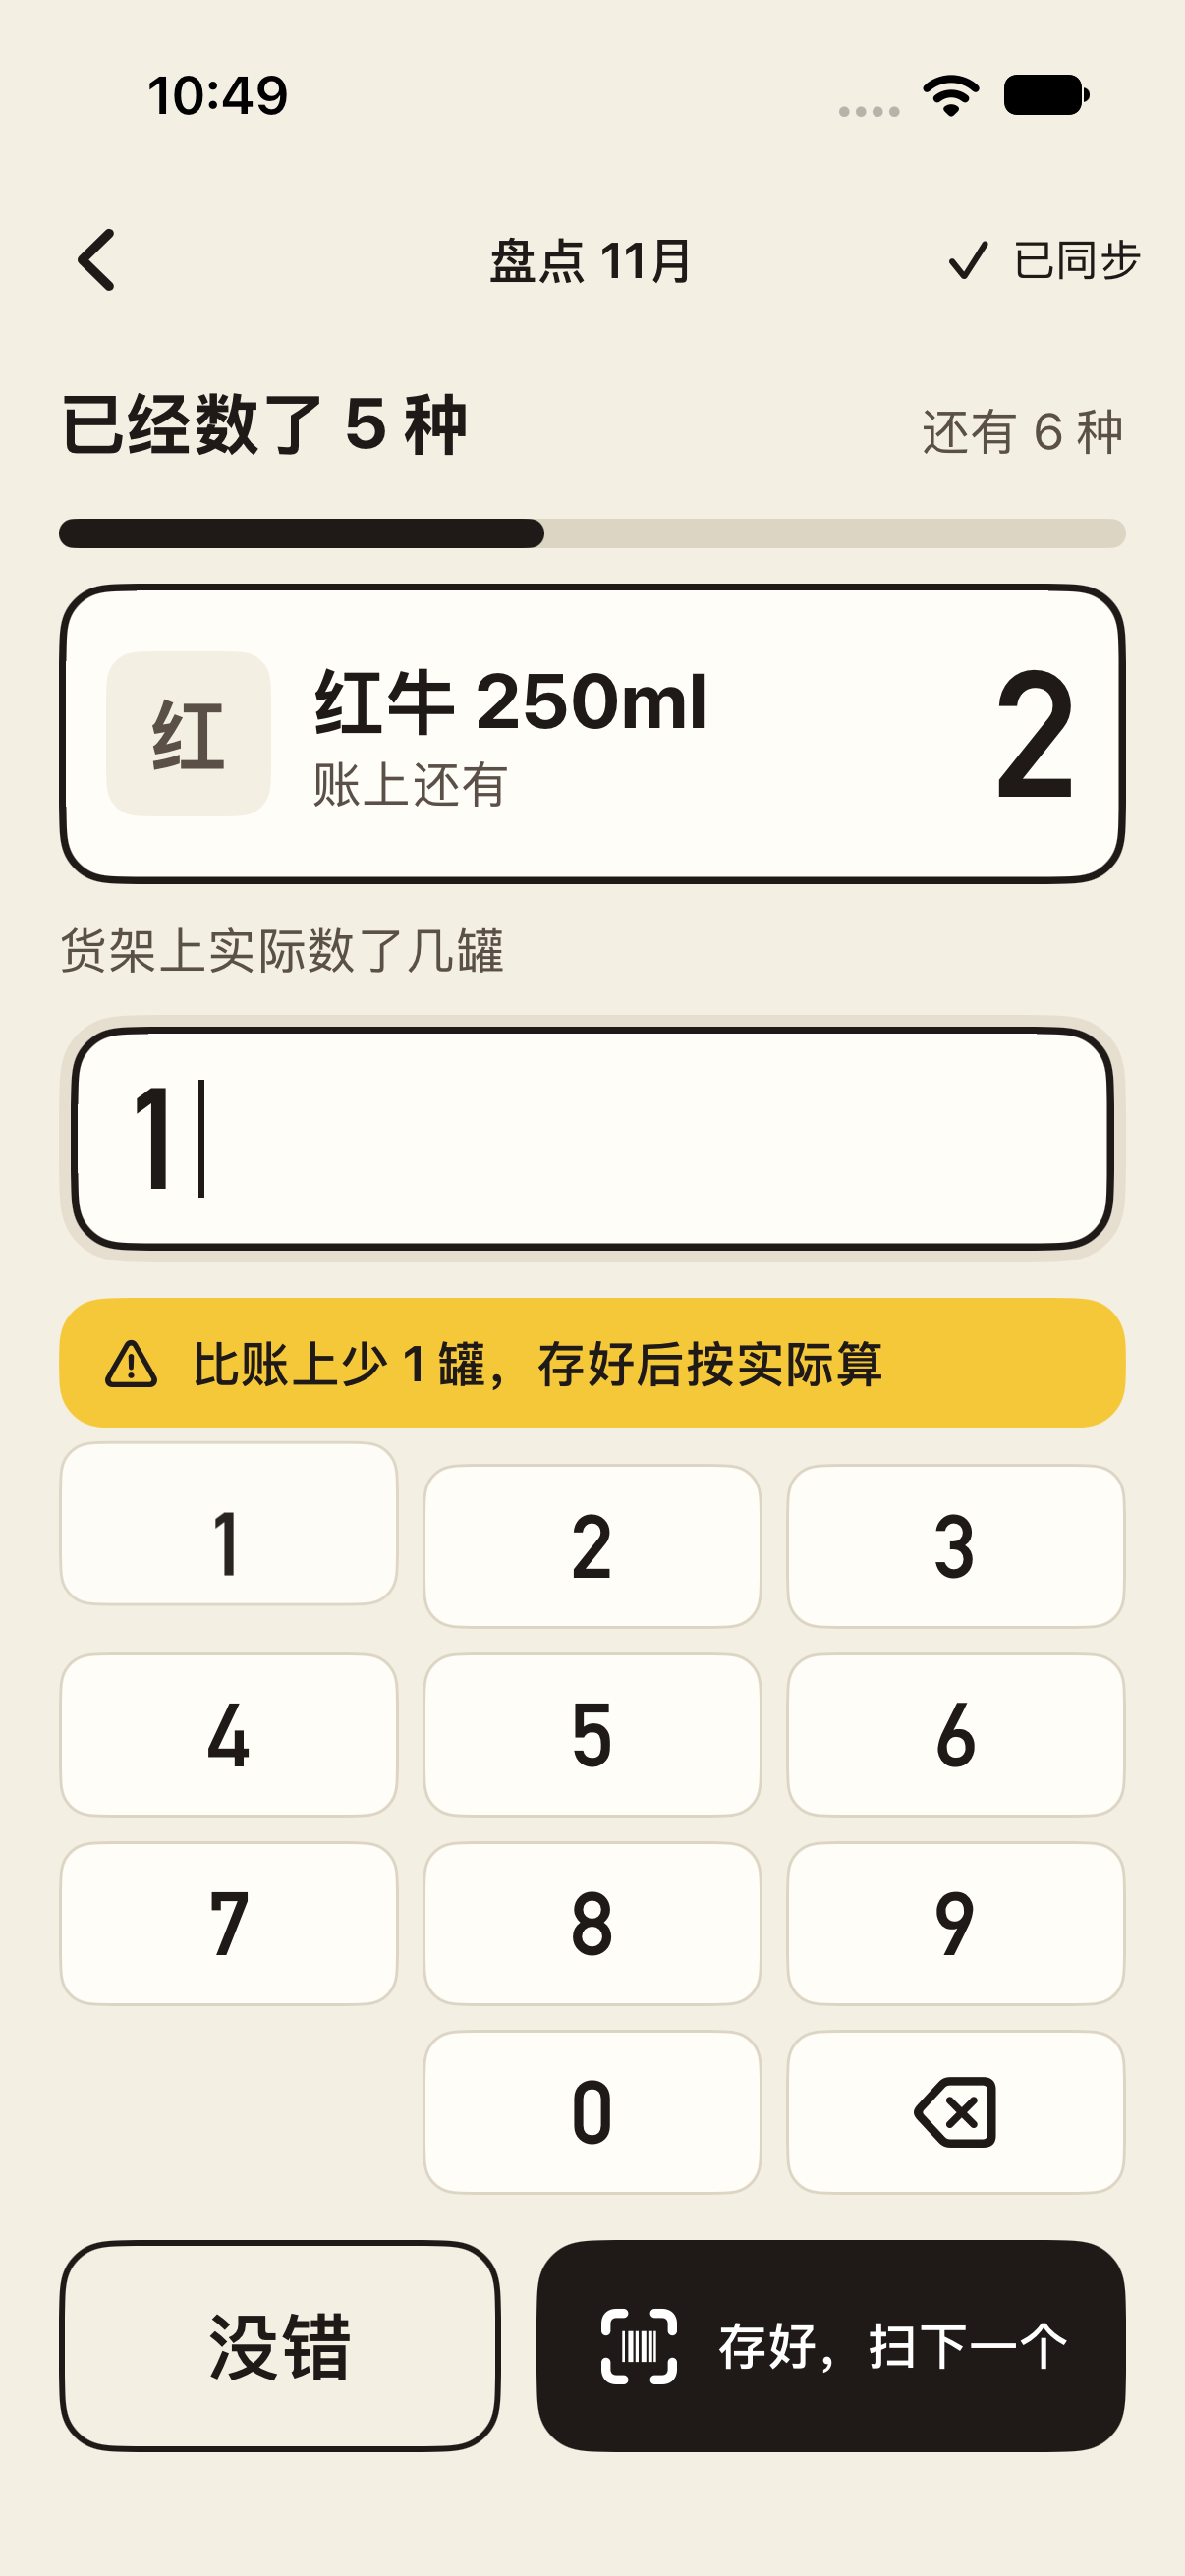 10:49
盘点 11月
已同步
已经数了 5 种
还有 6 种
红
红牛 250ml
账上还有
2
货架上实际数了几罐
1
比账上少 1 罐，存好后按实际算
1
2
3
4
5
6
7
8
9
0
没错
存好，扫下一个